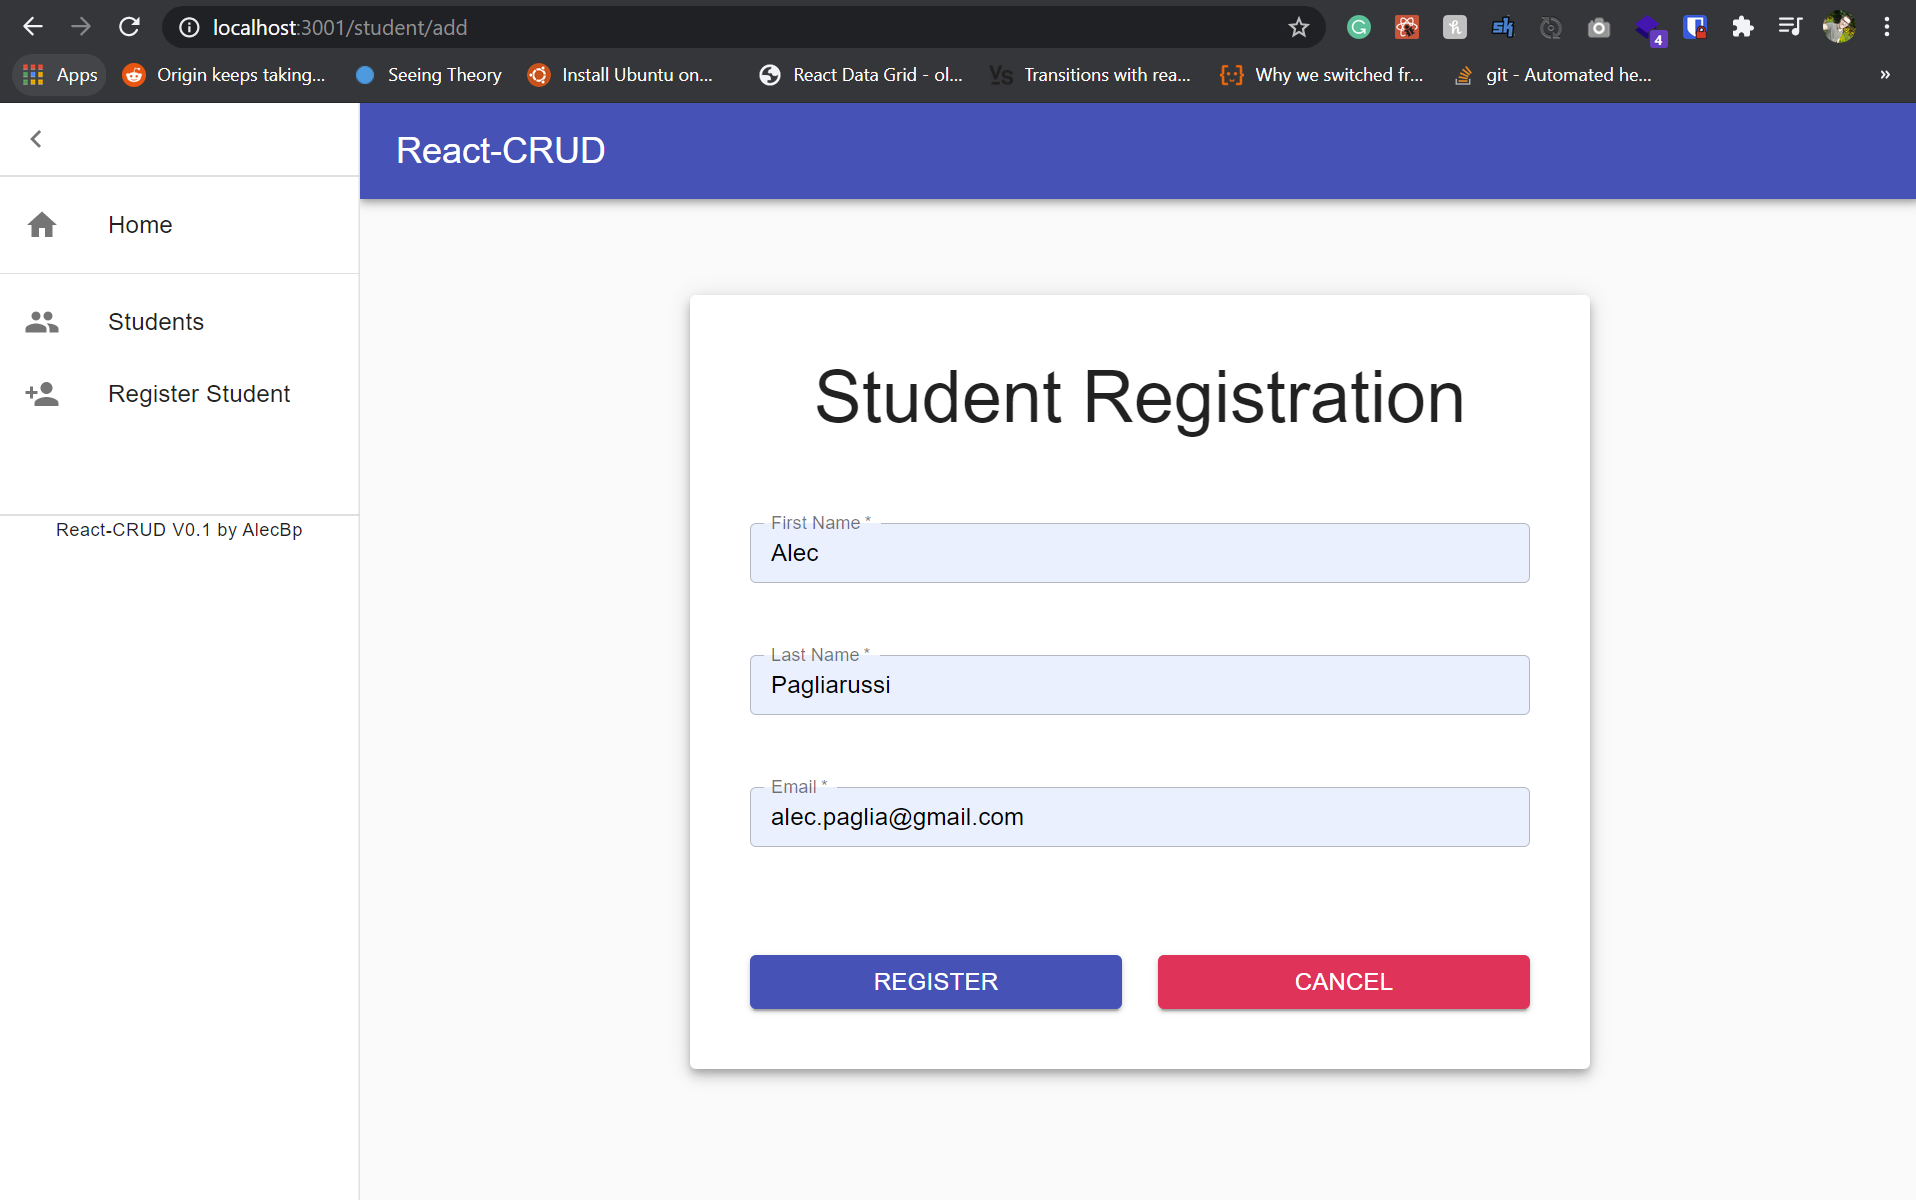 localhost:3001/student/add
4
Apps
Origin keeps taking...
Seeing Theory
Install Ubuntu on...
React Data Grid - ol...
Transitions with rea...
Why we switched fr...
git - Automated he...
»
React-CRUD
Home
Students
Register Student
React-CRUD V0.1 by AlecBp
Student Registration
First Name *
Alec
Last Name *
Pagliarussi
Email *
alec.paglia@gmail.com
REGISTER
CANCEL